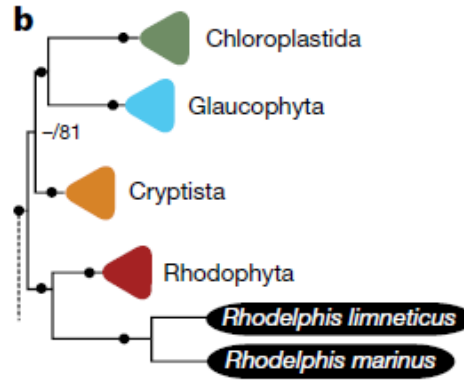 b
Chloroplastida
Glaucophyta
–/81
Cryptista
Rhodophyta
Rhodelphis limneticus
Rhodelphis marinus